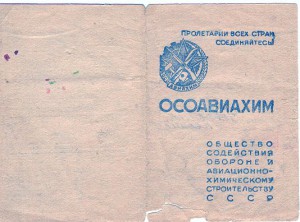 ПРОЛЕТАРИИ ВСЕХ СТРАН
СОЕДИНЯЙТЕСЬ
ОСОАВИАХИМ
ОБЩЕСТВО
СОДЕЙСТВИЯ
ОБОРОНЕ И
АВИАЦИОННО-
ХИМИЧЕСКОМУ
СТРОИТЕЛЬСТВУ
СССР